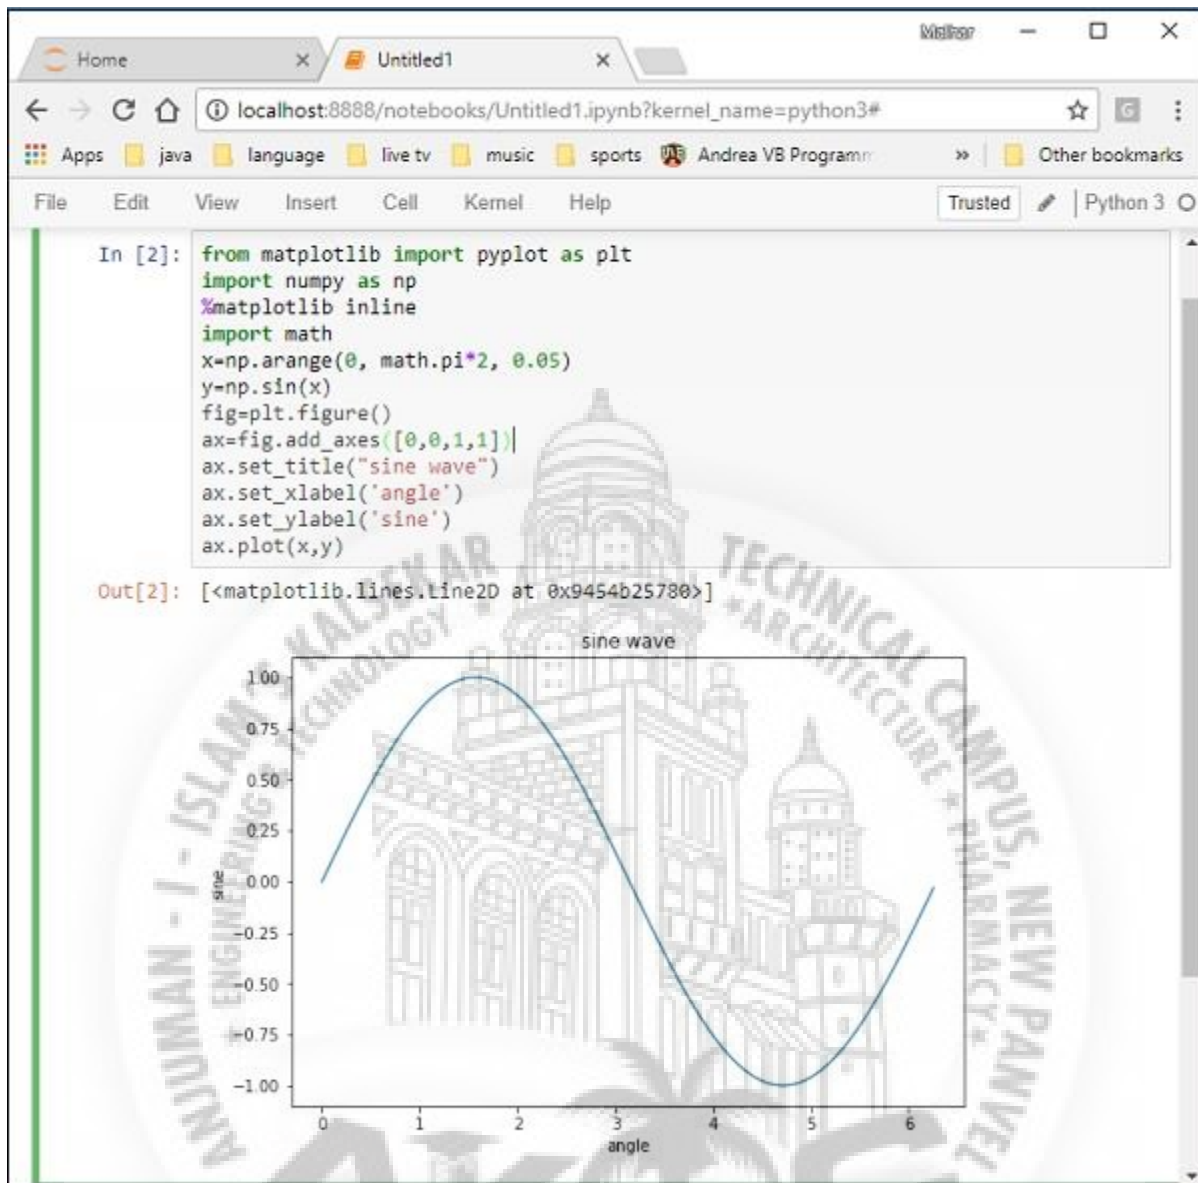 Melhar
Home
Untitled1
localhost:8888/notebooks/Untitled1.ipynb?kernel_name=python3#
Apps java language live tv music sports Andrea VB Programm » Other bookmarks
File Edit View Insert Cell Kernel Help Trusted Python 3
In [2]:
from matplotlib import pyplot as plt
import numpy as np
%matplotlib inline
import math
x=np.arange(0, math.pi*2, 0.05)
y=np.sin(x)
fig=plt.figure()
ax=fig.add_axes([0,0,1,1])
ax.set_title("sine wave")
ax.set_xlabel('angle')
ax.set_ylabel('sine')
ax.plot(x,y)
Out[2]: [<matplotlib.lines.Line2D at 0x9454b25780>]
sine wave
1.00
0.75
0.50
0.25
0.00
−0.25
−0.50
−0.75
−1.00
sine
0 1 2 3 4 5 6
angle
ANJUMAN - I - ISLAM'S KALSEKAR TECHNICAL CAMPUS, NEW PANVEL
ENGINEERING * TECHNOLOGY * ARCHITECTURE * PHARMACY *